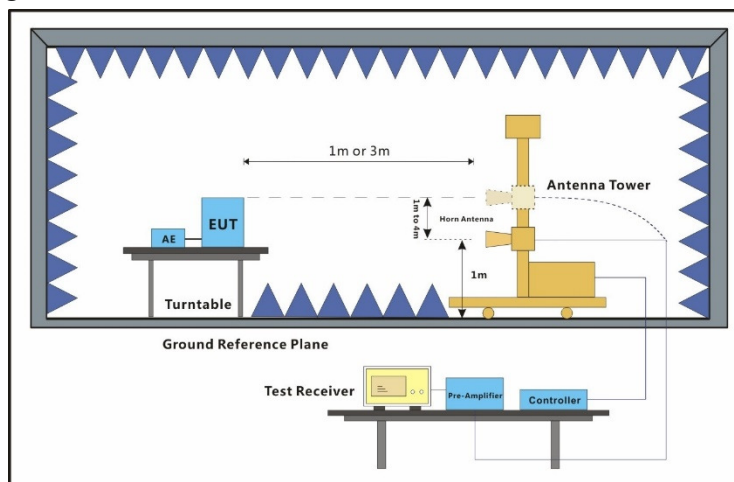 1m or 3m
Antenna Tower
1m to 4m
Horn Antenna
EUT
AE
1m
Turntable
Ground Reference Plane
Test Receiver
Pre-Amplifier
Controller